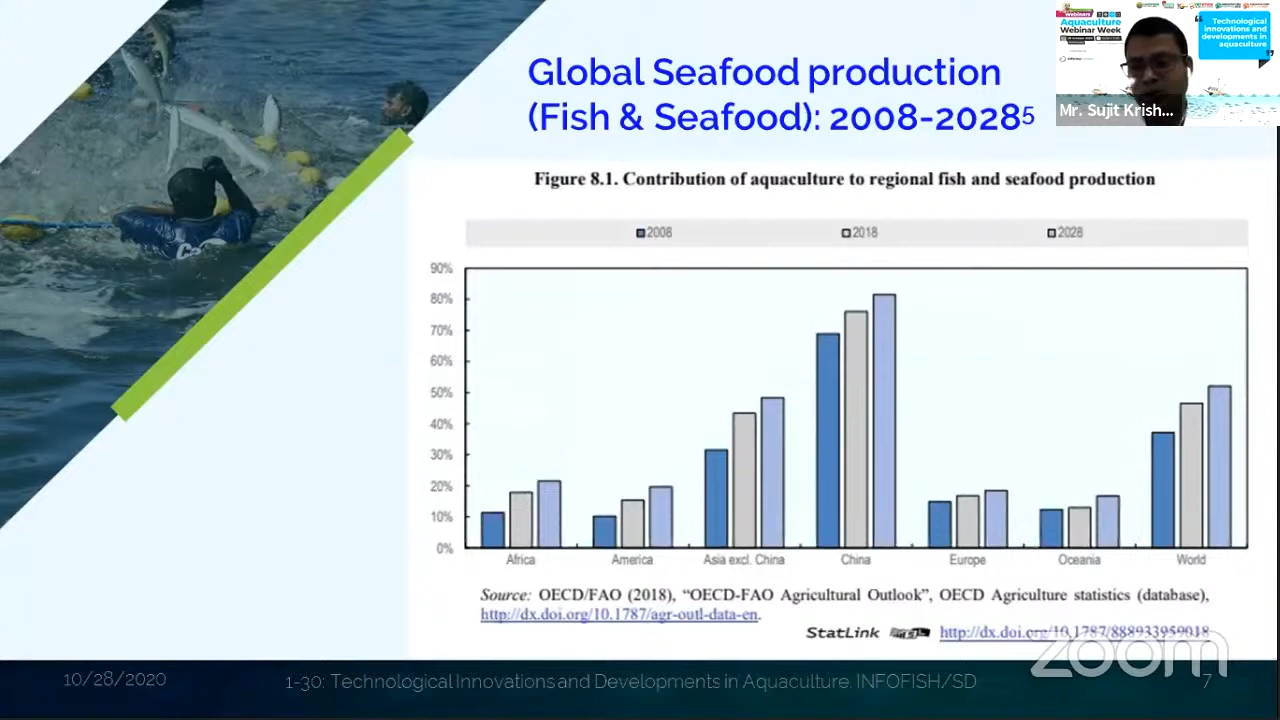 Global Seafood production
(Fish & Seafood): 2008-2028⁵
Aquaculture
Webinar Week
Technological
innovations and
developments in
aquaculture
Mr. Sujit Krish...
Figure 8.1. Contribution of aquaculture to regional fish and seafood production
2008 2018 2028
90%
80%
70%
60%
50%
40%
30%
20%
10%
0%
Africa America Asia excl. China China Europe Oceania World
Source: OECD/FAO (2018), “OECD-FAO Agricultural Outlook”, OECD Agriculture statistics (database),
http://dx.doi.org/10.1787/agr-outl-data-en.
StatLink http://dx.doi.org/10.1787/888933959018
zoom
10/28/2020 1-30: Technological Innovations and Developments in Aquaculture. INFOFISH/SD 7